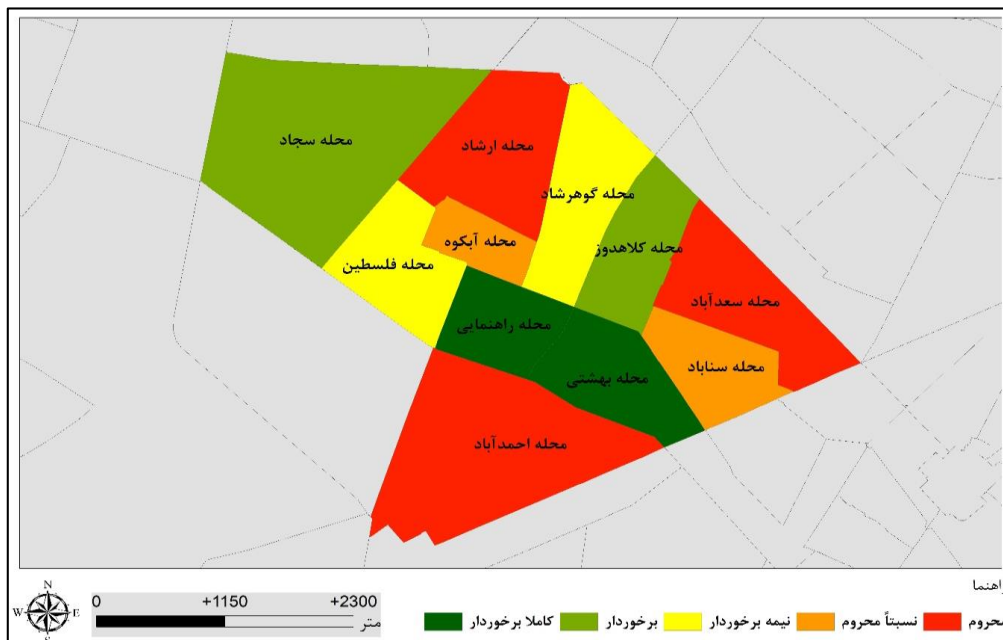 محله سجاد
محله ارشاد
محله گوهرشاد
محله آبکوه
محله کلاهدوز
محله فلسطین
محله سعدآباد
محله راهنمایی
محله سناباد
محله بهشتی
محله احمدآباد
راهنما
محروم
نسبتاً محروم
نیمه برخوردار
برخوردار
کاملا برخوردار
0 +1150 +2300
متر
N
W E
S